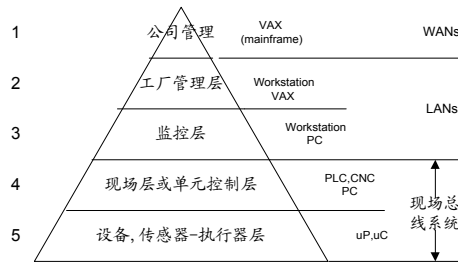 1
公司管理
VAX
(mainframe)
WANs
2
工厂管理层
Workstation
VAX
LANs
3
监控层
Workstation
PC
4
现场层或单元控制层
PLC,CNC
PC
现场总
线系统
5
设备,传感器-执行器层
uP,uC